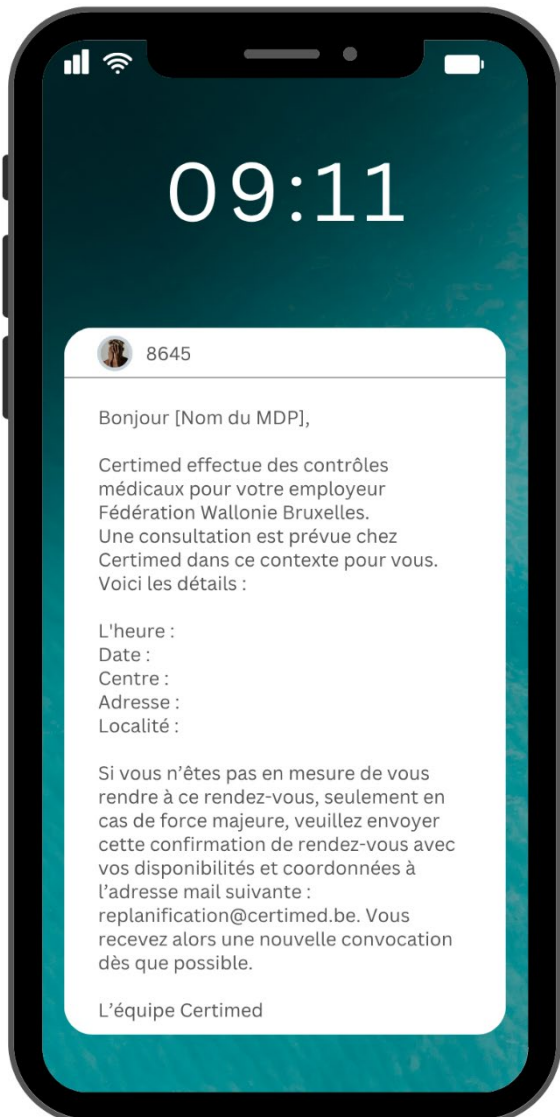 09:11
8645
Bonjour [Nom du MDP],
Certimed effectue des contrôles
médicaux pour votre employeur
Fédération Wallonie Bruxelles.
Une consultation est prévue chez
Certimed dans ce contexte pour vous.
Voici les détails :
L'heure :
Date :
Centre :
Adresse :
Localité :
Si vous n’êtes pas en mesure de vous
rendre à ce rendez-vous, seulement en
cas de force majeure, veuillez envoyer
cette confirmation de rendez-vous avec
vos disponibilités et coordonnées à
l’adresse mail suivante :
replanification@certimed.be. Vous
recevez alors une nouvelle convocation
dès que possible.
L’équipe Certimed